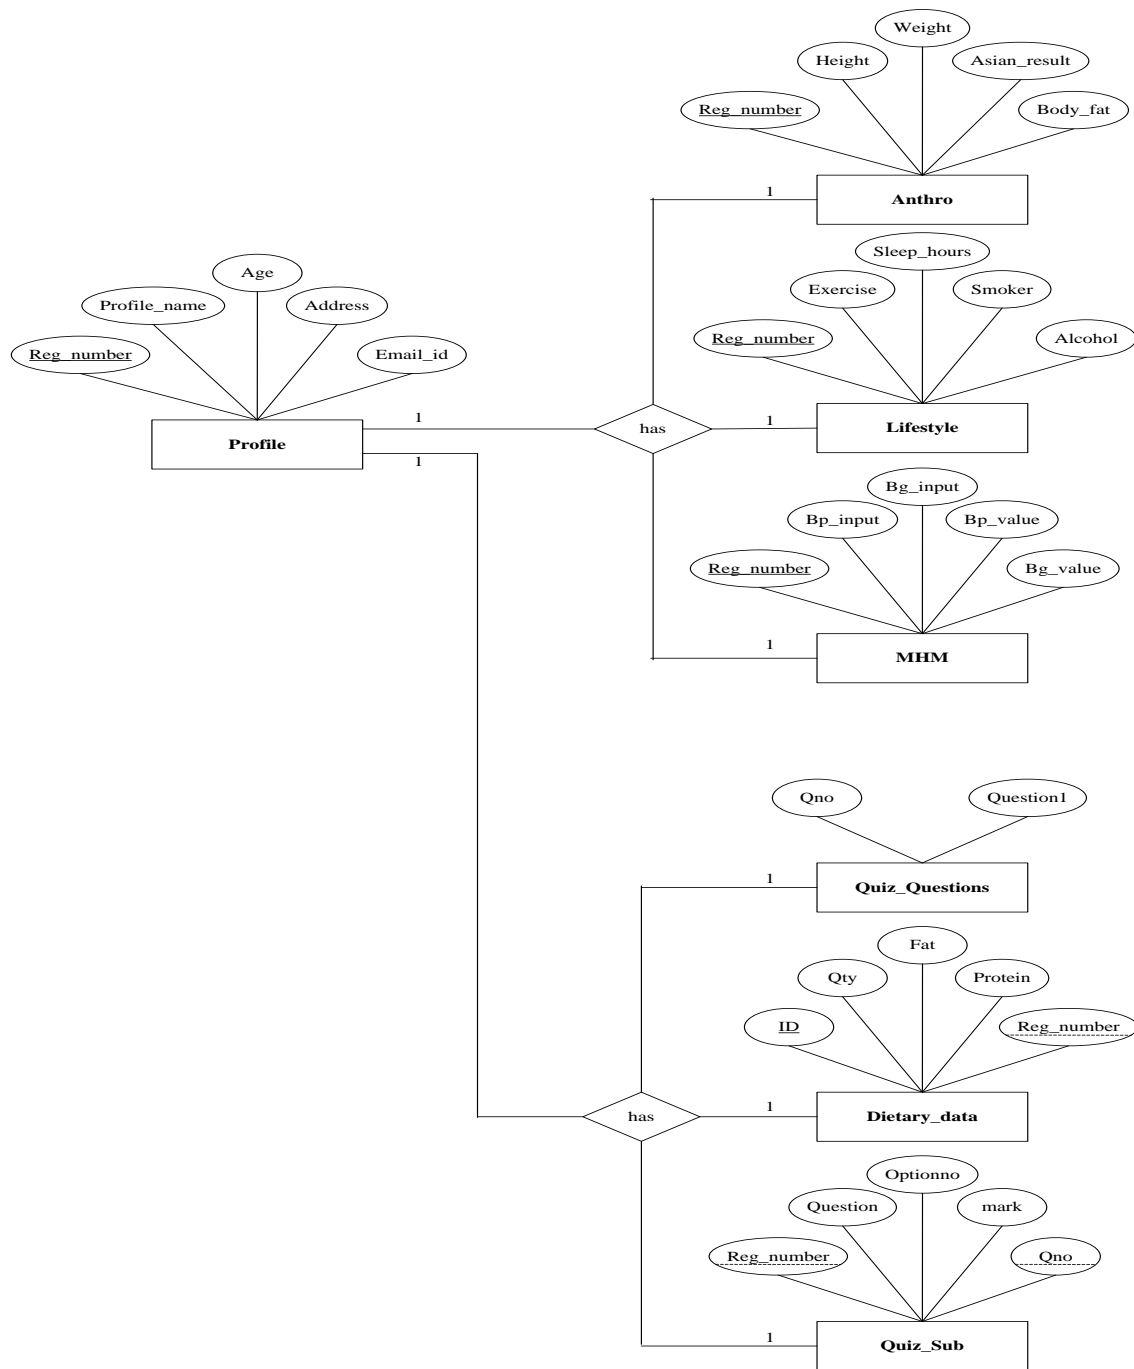 Weight
Height
Asian_result
Reg_number
Body_fat
1
Anthro
Sleep_hours
Age
Exercise
Smoker
Profile_name
Address
Reg_number
Alcohol
Reg_number
Email_id
1
1
Profile
has
Lifestyle
1
Bg_input
Bp_input
Bp_value
Reg_number
Bg_value
1
MHM
Qno
Question1
1
Quiz_Questions
Fat
Qty
Protein
ID
Reg_number
1
has
Dietary_data
Optionno
Question
mark
Reg_number
Qno
1
Quiz_Sub